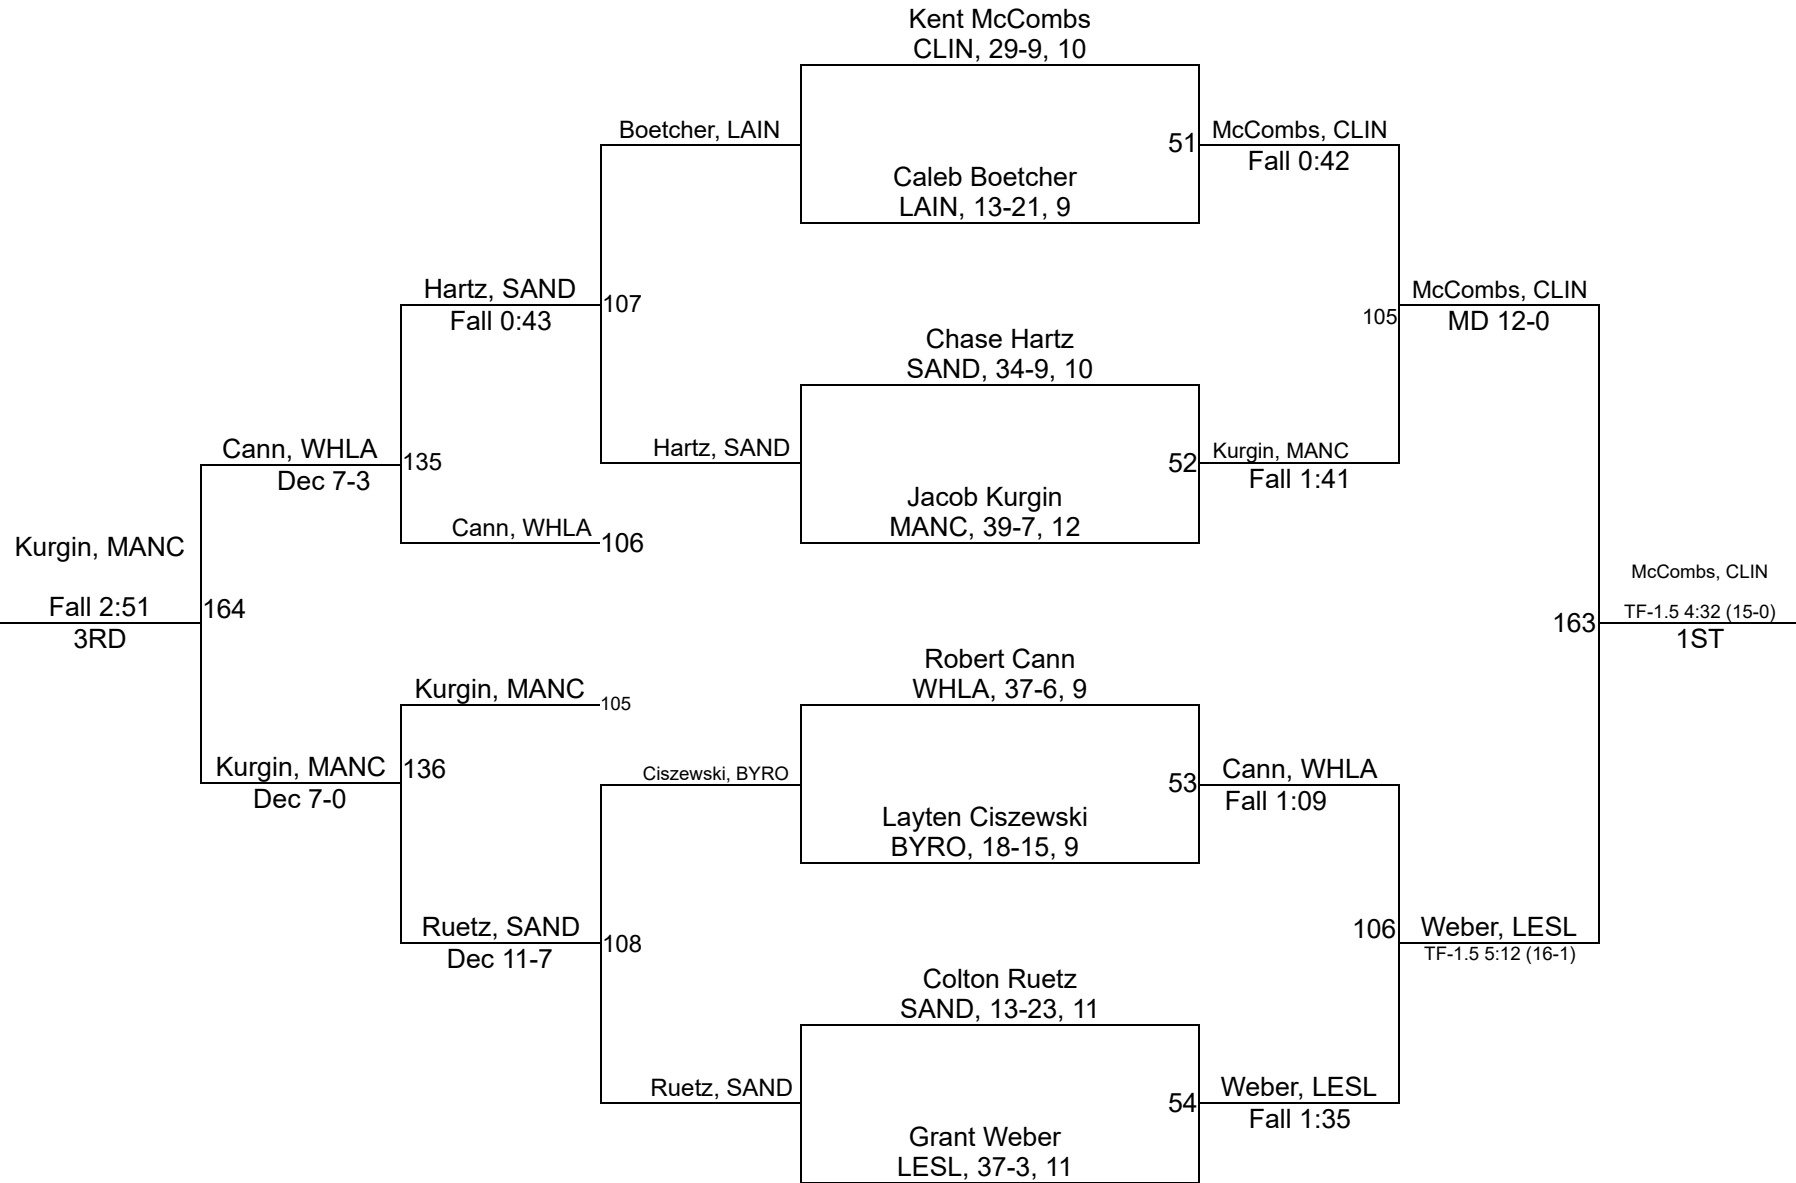 Kent McCombs
CLIN, 29-9, 10
Boetcher, LAIN
51
McCombs, CLIN
Fall 0:42
Caleb Boetcher
LAIN, 13-21, 9
Hartz, SAND
Fall 0:43
107
McCombs, CLIN
MD 12-0
105
Chase Hartz
SAND, 34-9, 10
Cann, WHLA
Dec 7-3
135
Hartz, SAND
52
Kurgin, MANC
Fall 1:41
Jacob Kurgin
MANC, 39-7, 12
Cann, WHLA
106
Kurgin, MANC
Fall 2:51
3RD
164
McCombs, CLIN
TF-1.5 4:32 (15-0)
1ST
163
Robert Cann
WHLA, 37-6, 9
Kurgin, MANC
105
Kurgin, MANC
Dec 7-0
136
Ciszewski, BYRO
53
Cann, WHLA
Fall 1:09
Layten Ciszewski
BYRO, 18-15, 9
Ruetz, SAND
Dec 11-7
108
106
Weber, LESL
TF-1.5 5:12 (16-1)
Colton Ruetz
SAND, 13-23, 11
Ruetz, SAND
54
Weber, LESL
Fall 1:35
Grant Weber
LESL, 37-3, 11